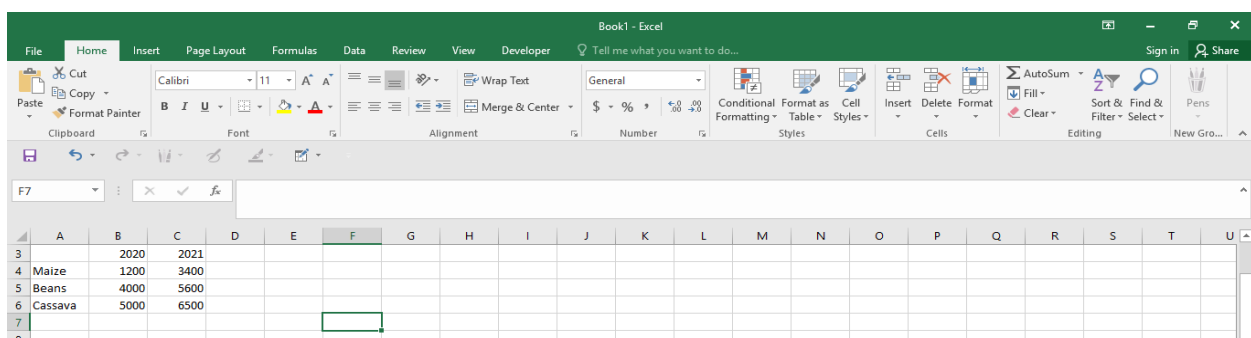 Book1 - Excel
File Home Insert Page Layout Formulas Data Review View Developer Tell me what you want to do... Sign in Share
Cut
Copy
Format Painter
Paste
Clipboard
Calibri 11 A A
B I U A
Font
Wrap Text
Merge & Center
Alignment
General
$ % , .00 .00
Number
Conditional Formatting
Format as Table
Cell Styles
Styles
Insert Delete Format
Cells
AutoSum
Fill
Clear
Sort & Filter
Find & Select
Editing
Pens
New Gro...
F7 fx
A B C D E F G H I J K L M N O P Q R S T U
3 2020 2021
4 Maize 1200 3400
5 Beans 4000 5600
6 Cassava 5000 6500
7